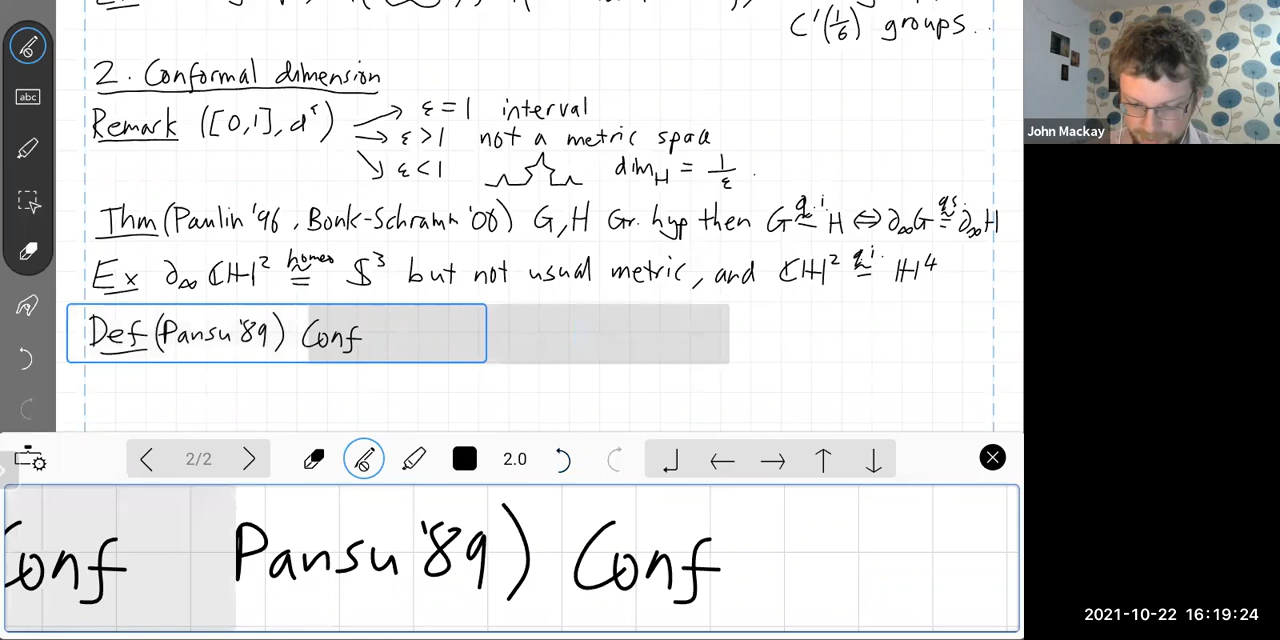 C'(1/6) groups..
2. Conformal dimension
Remark ([0,1], dᵋ) → ε = 1 interval
→ ε > 1 not a metric space
↘ ε < 1 dim_H = 1/ε .
Thm (Paulin '96, Bonk-Schramm '00) G, H Gr. hyp then G q.i ≅ H ⇔ ∂∞G qs ≅ ∂∞H
Ex ∂∞ ℂH² homeo ≅ S³ but not usual metric, and ℂH² q.i. ≅ H⁴
Def (Pansu '89) Conf
abc
2/2
2.0
Conf Pansu '89) Conf
John Mackay
2021-10-22 16:19:24